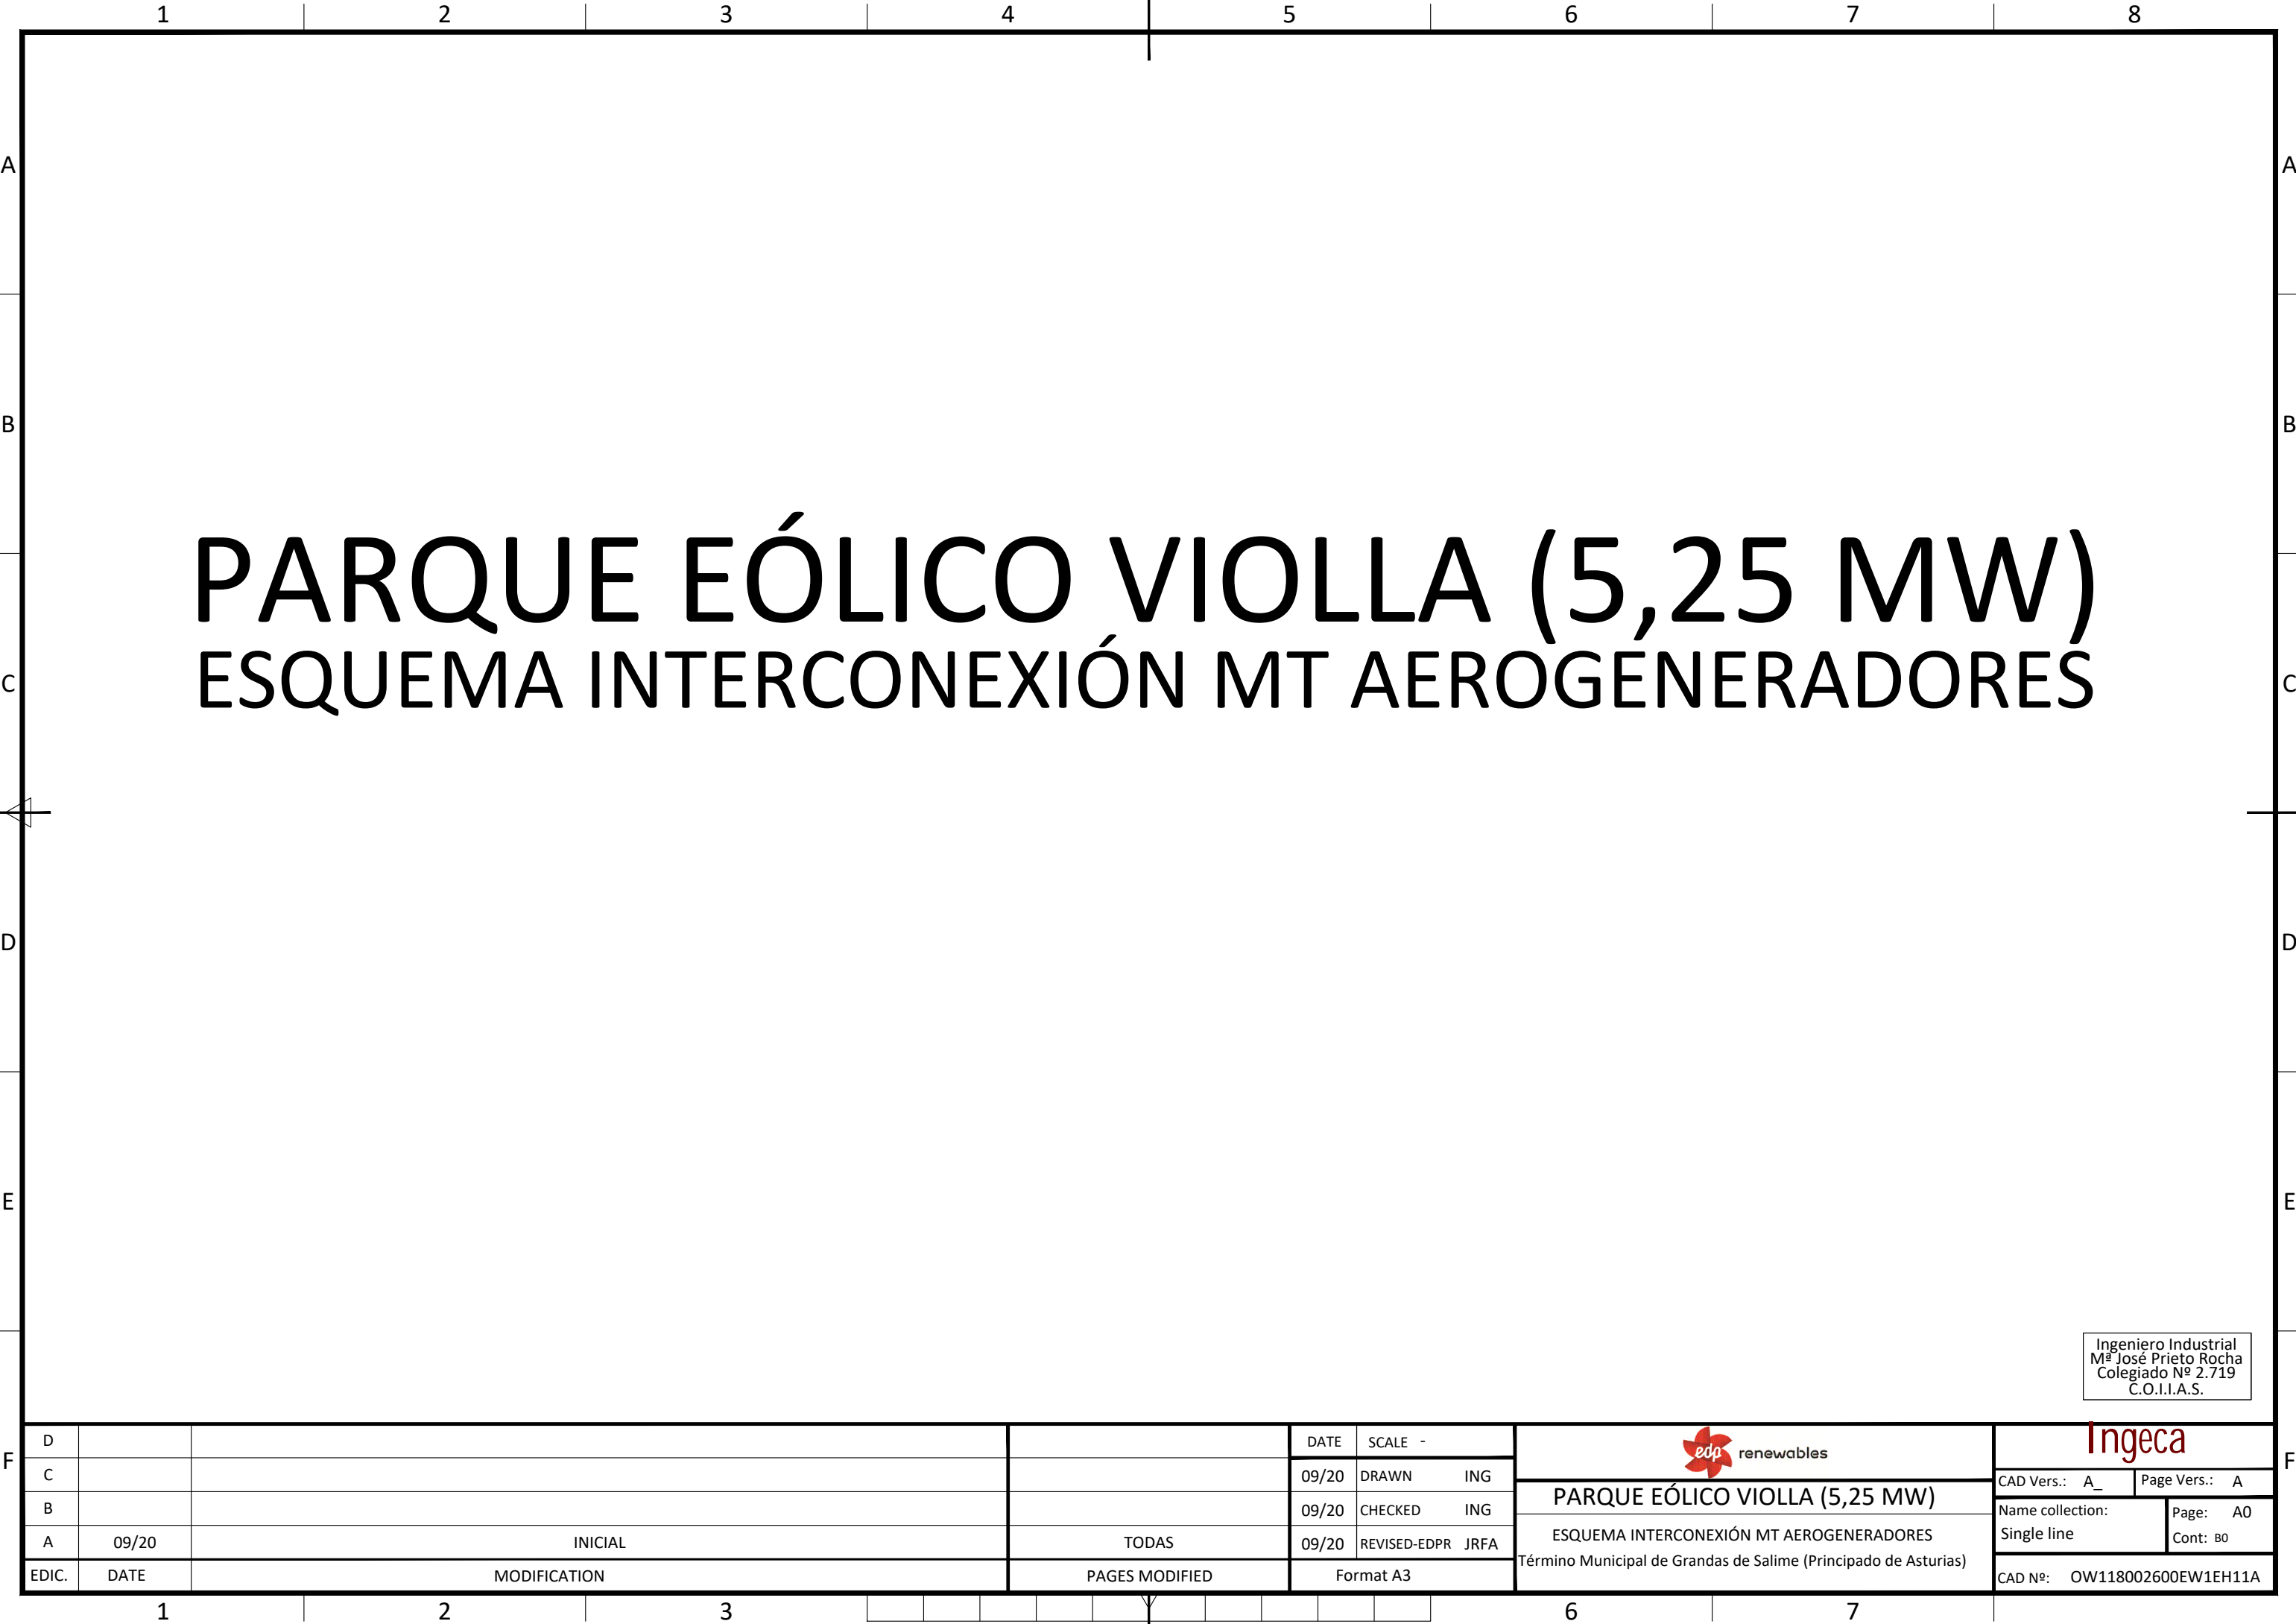 1 2 3 4 5 6 7 8
A A
B B
PARQUE EÓLICO VIOLLA (5,25 MW)
ESQUEMA INTERCONEXIÓN MT AEROGENERADORES
C C
D D
E E
Ingeniero Industrial
Mª José Prieto Rocha
Colegiado Nº 2.719
C.O.I.I.A.S.
F F
D
C
B
A 09/20 INICIAL TODAS
EDIC. DATE MODIFICATION PAGES MODIFIED
DATE SCALE -
09/20 DRAWN ING
09/20 CHECKED ING
09/20 REVISED-EDPR JRFA
Format A3
edp renewables
PARQUE EÓLICO VIOLLA (5,25 MW)
ESQUEMA INTERCONEXIÓN MT AEROGENERADORES
Término Municipal de Grandas de Salime (Principado de Asturias)
Ingeca
CAD Vers.: A_ Page Vers.: A
Name collection:
Single line
Page: A0
Cont: B0
CAD Nº: OW118002600EW1EH11A
1 2 3 6 7